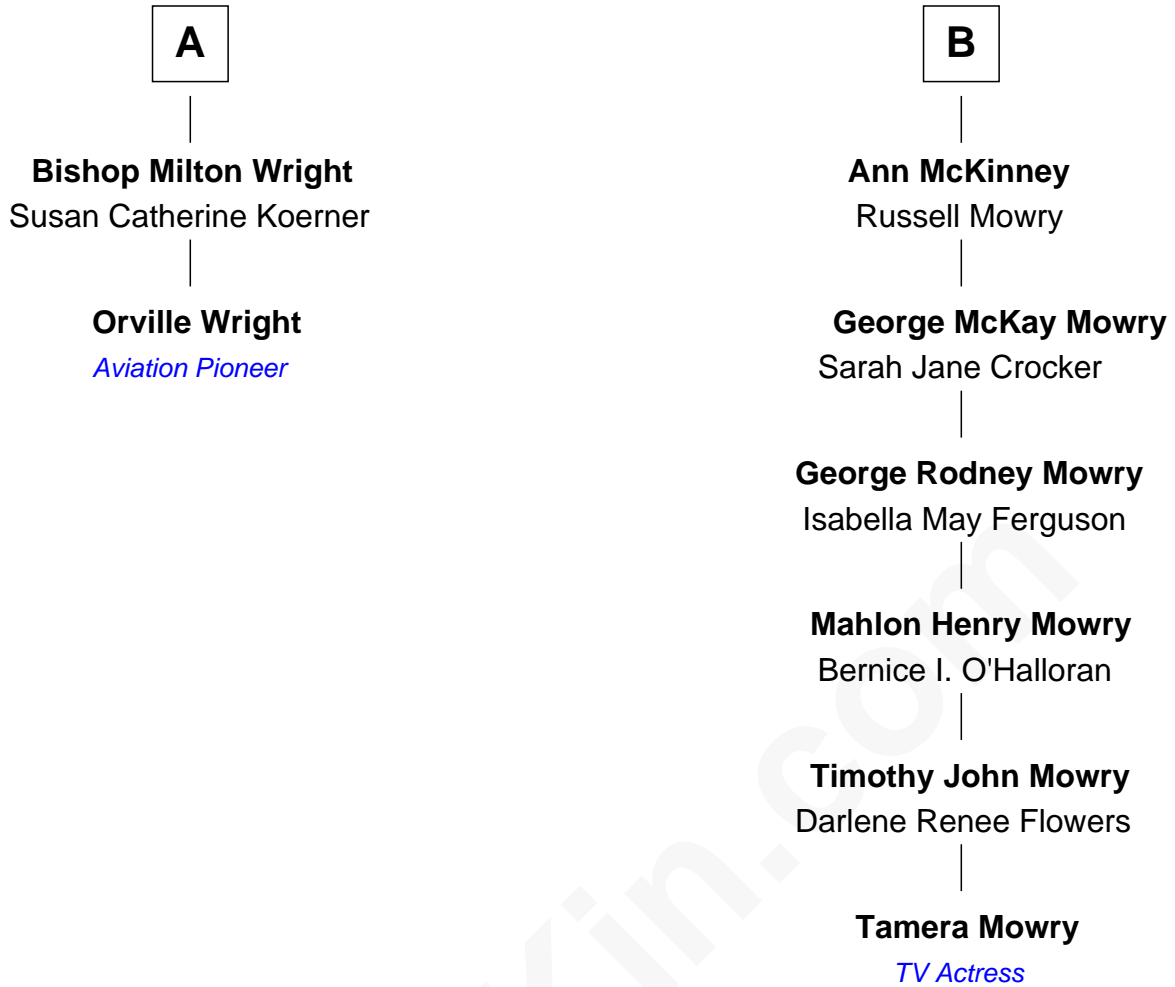 A
Bishop Milton Wright
Susan Catherine Koerner
Orville Wright
Aviation Pioneer
B
Ann McKinney
Russell Mowry
George McKay Mowry
Sarah Jane Crocker
George Rodney Mowry
Isabella May Ferguson
Mahlon Henry Mowry
Bernice I. O'Halloran
Timothy John Mowry
Darlene Renee Flowers
Tamera Mowry
TV Actress
Kin.com